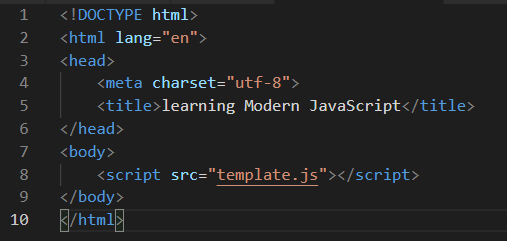 1 <!DOCTYPE html>
2 <html lang="en">
3 <head>
4     <meta charset="utf-8">
5     <title>learning Modern JavaScript</title>
6 </head>
7 <body>
8     <script src="template.js"></script>
9 </body>
10 </html>